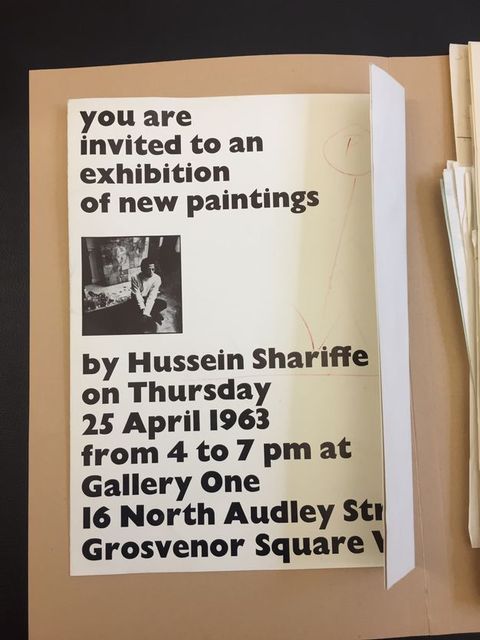 you are
invited to an
exhibition
of new paintings
by Hussein Shariffe
on Thursday
25 April 1963
from 4 to 7 pm at
Gallery One
16 North Audley
Grosvenor Square